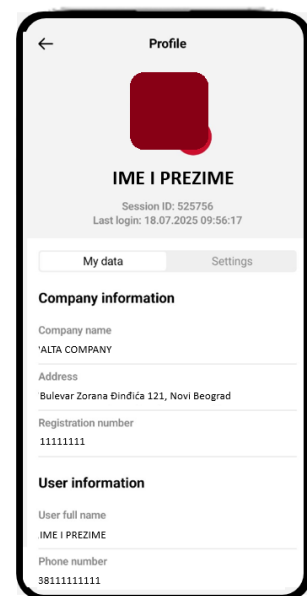 Profile
IME I PREZIME
Session ID: 525756
Last login: 18.07.2025 09:56:17
My data Settings
Company information
Company name
'ALTA COMPANY
Address
Bulevar Zorana Đinđića 121, Novi Beograd
Registration number
11111111
User information
User full name
IME I PREZIME
Phone number
38111111111